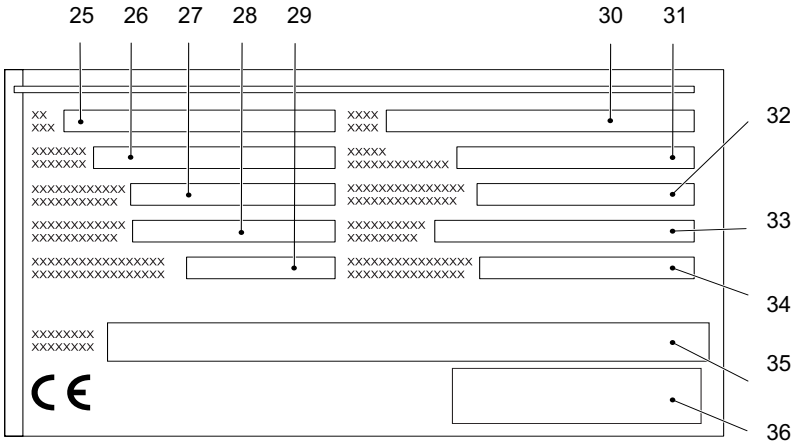 25 26 27 28 29 30 31
XX XXXX
XXX XXXX
XXXXXXX XXXXX
XXXXXXX XXXXXXXXXXXXX
32
XXXXXXXXXXXX XXXXXXXXXXXXXXX
XXXXXXXXXXX XXXXXXXXXXXXXX
33
XXXXXXXXXXXX XXXXXXXXXX
XXXXXXXXXXX XXXXXXXXX
XXXXXXXXXXXXXXXXX XXXXXXXXXXXXXXXX
XXXXXXXXXXXXXXXXX XXXXXXXXXXXXXXX
34
XXXXXXXX
XXXXXXXX
35
CE
36